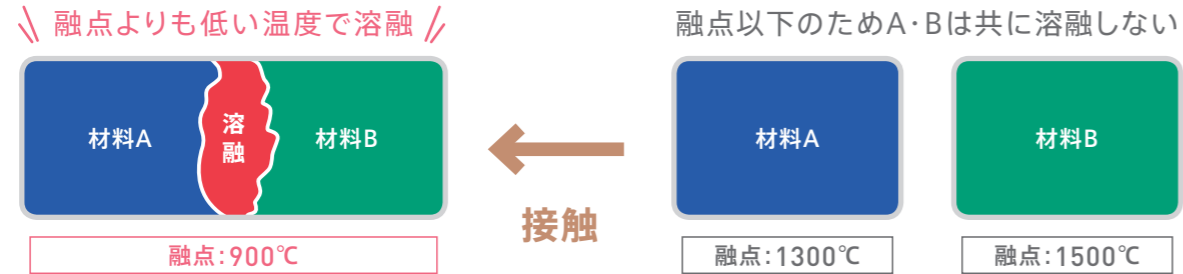 融点よりも低い温度で溶融
材料A
溶融
材料B
融点:900℃
接触
融点以下のためA・Bは共に溶融しない
材料A
材料B
融点:1300℃
融点:1500℃